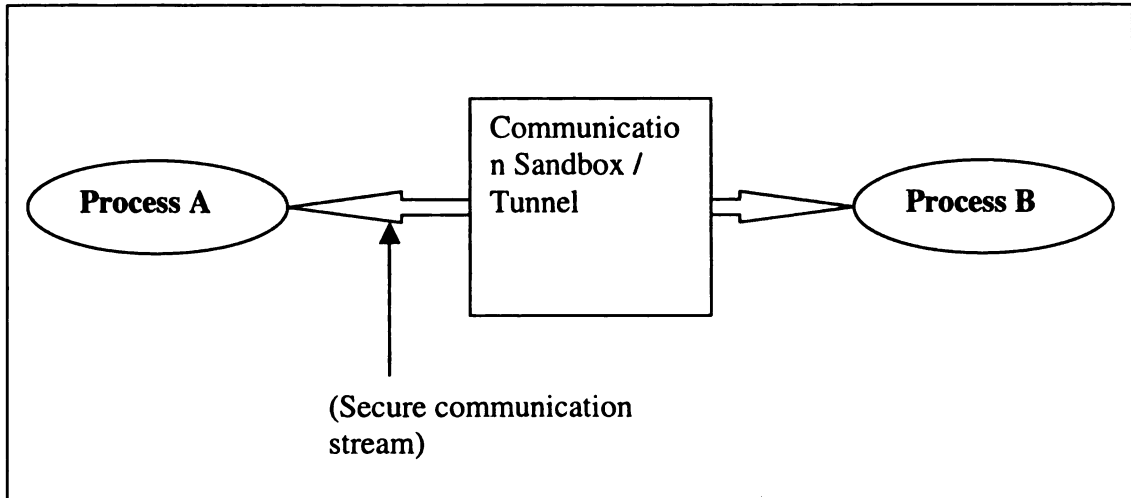 Communicatio
n Sandbox /
Tunnel
Process A
Process B
(Secure communication
stream)